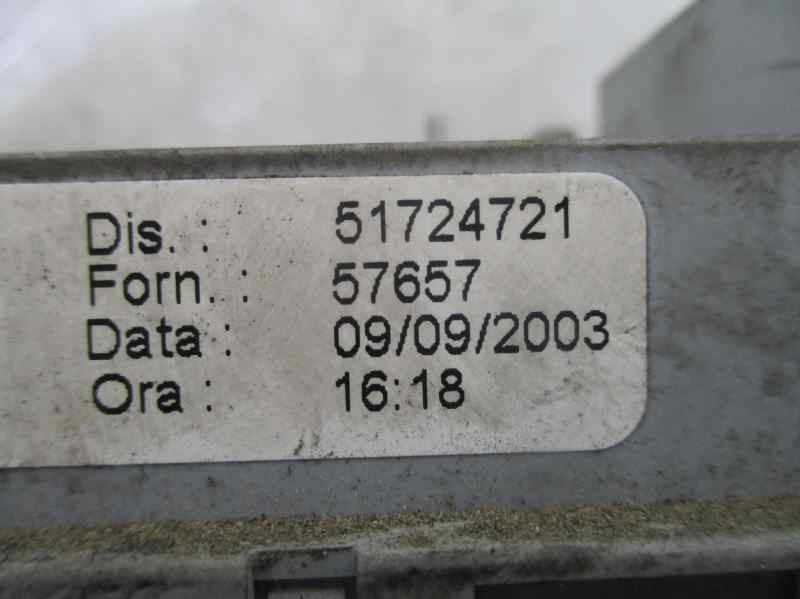 Dis. : 51724721
Forn. : 57657
Data : 09/09/2003
Ora : 16:18